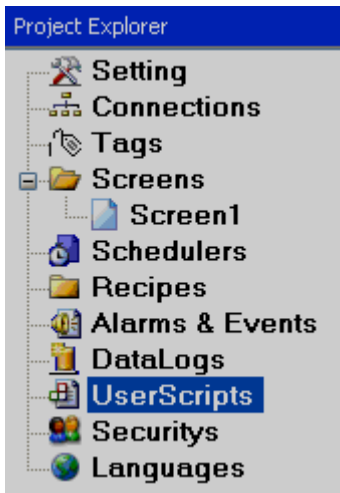 Project Explorer
Setting
Connections
Tags
Screens
Screen1
Schedulers
Recipes
Alarms & Events
DataLogs
UserScripts
Securitys
Languages